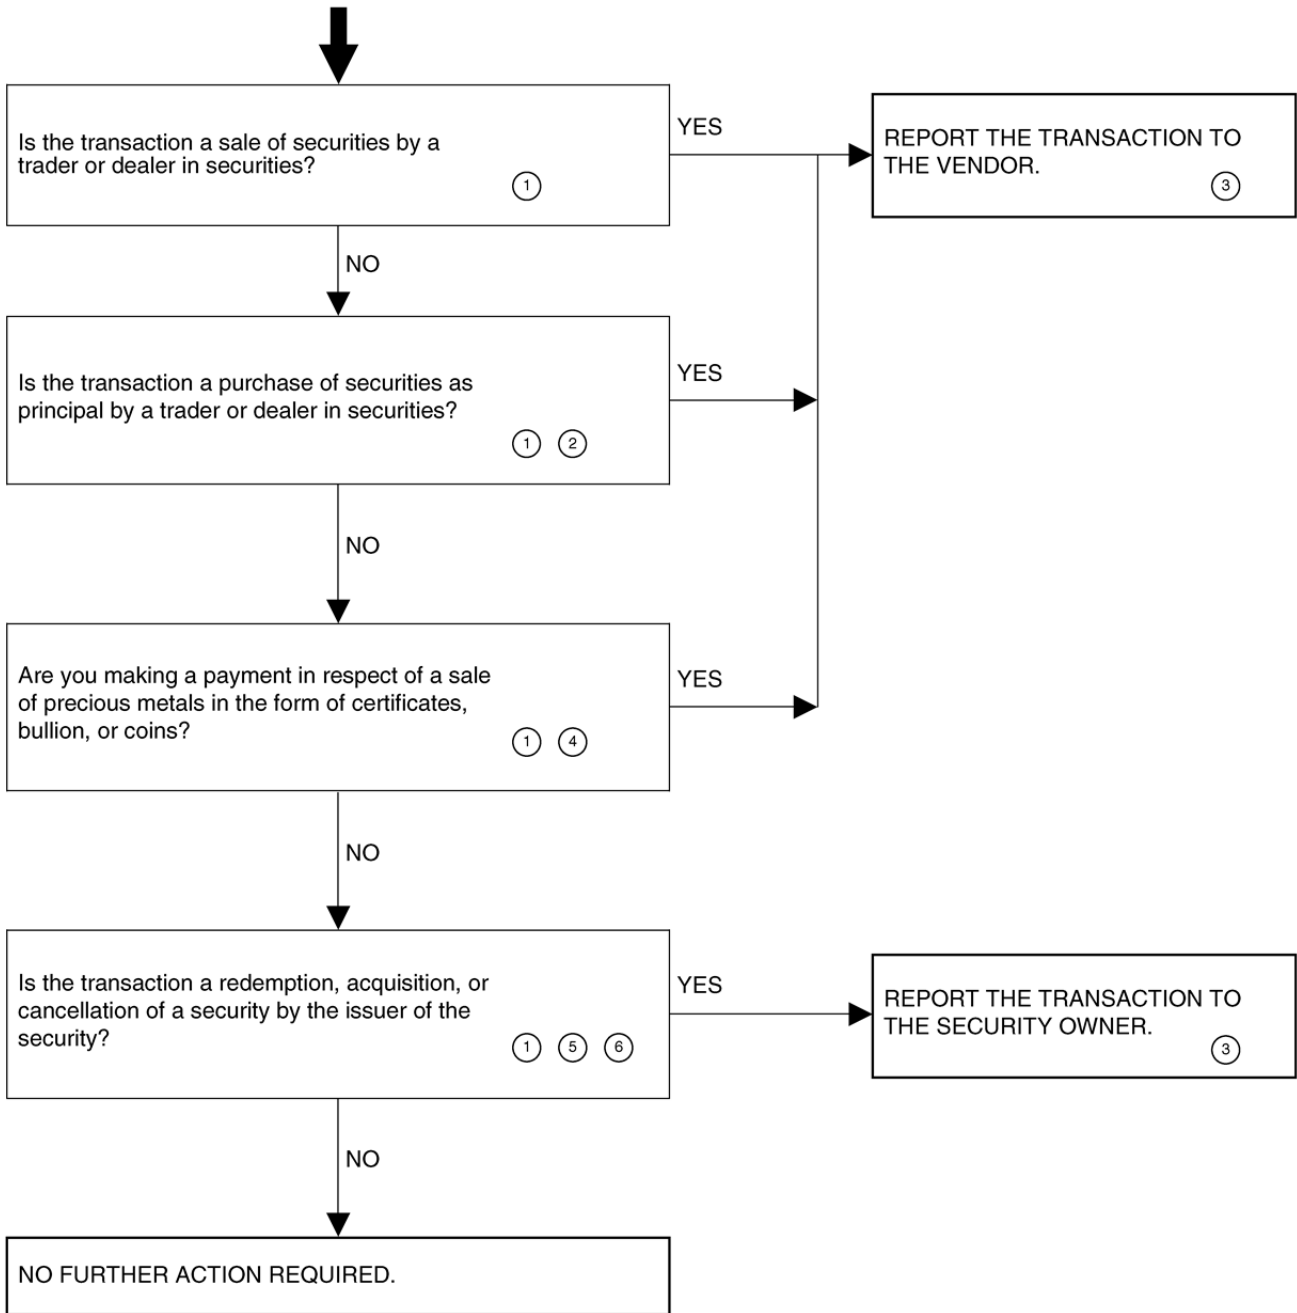 Is the transaction a sale of securities by a
trader or dealer in securities?
1
YES
REPORT THE TRANSACTION TO
THE VENDOR.
3
NO
Is the transaction a purchase of securities as
principal by a trader or dealer in securities?
1 2
YES
NO
Are you making a payment in respect of a sale
of precious metals in the form of certificates,
bullion, or coins?
1 4
YES
NO
Is the transaction a redemption, acquisition, or
cancellation of a security by the issuer of the
security?
1 5 6
YES
REPORT THE TRANSACTION TO
THE SECURITY OWNER.
3
NO
NO FURTHER ACTION REQUIRED.